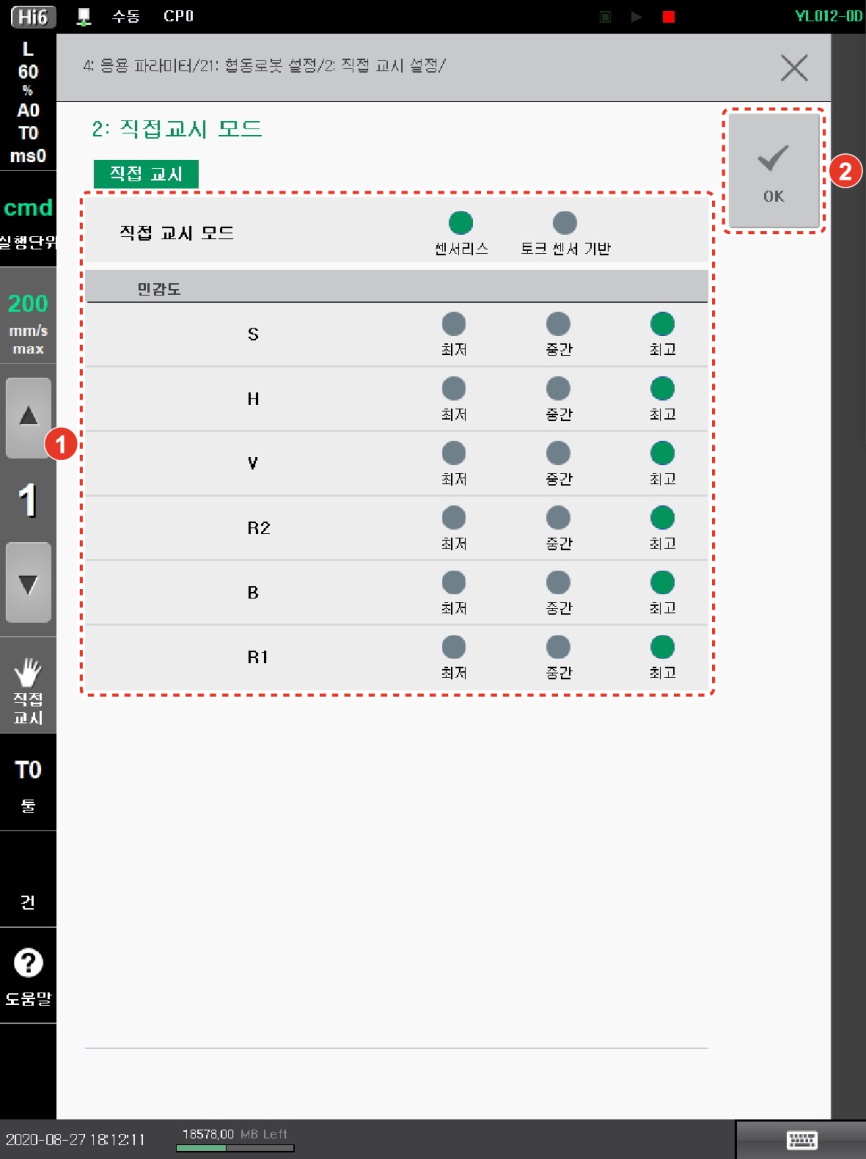 Hi6 수동 CP0 YL012-0D
L
60
%
A0
T0
ms0
cmd
실행단위
200
mm/s
max
1
직접
교시
T0
툴
건
?
도움말
4: 응용 파라미터/21: 협동로봇 설정/2: 직접 교시 설정/
2: 직접교시 모드
직접 교시
OK
2
1
직접 교시 모드
센서리스 토크 센서 기반
민감도
S
최저 중간 최고
H
최저 중간 최고
V
최저 중간 최고
R2
최저 중간 최고
B
최저 중간 최고
R1
최저 중간 최고
2020-08-27 18:12:11 18578,00 MB Left